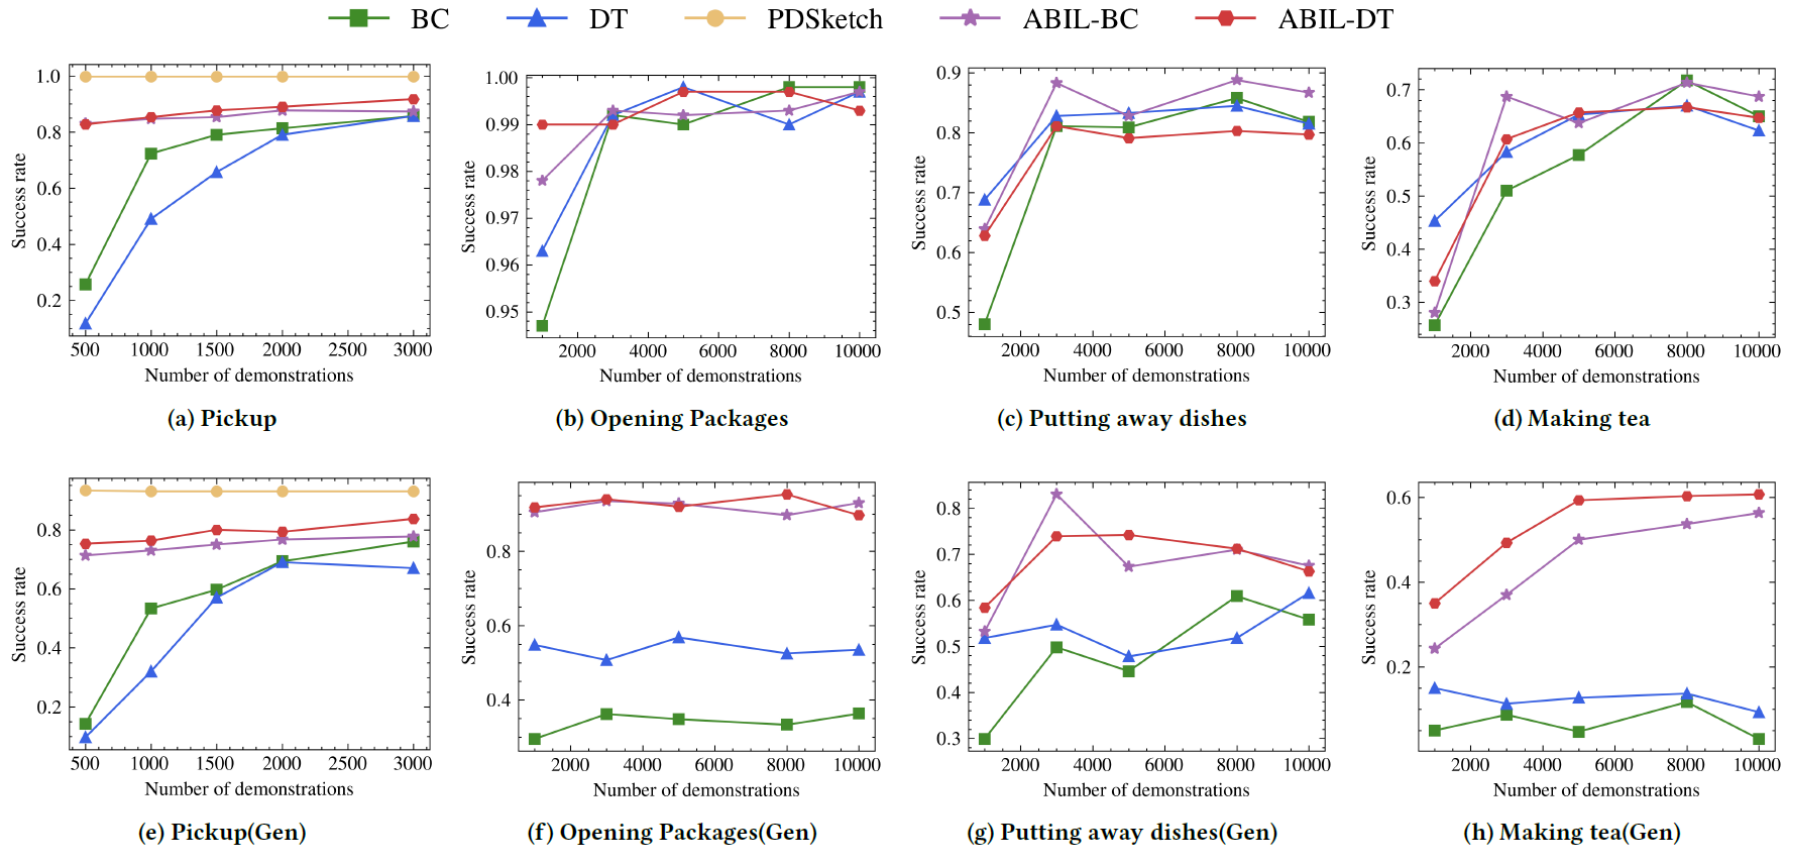 BC DT PDSketch ABIL-BC ABIL-DT
1.0
0.8
0.6
0.4
0.2
Success rate
500 1000 1500 2000 2500 3000
Number of demonstrations
(a) Pickup
1.00
0.99
0.98
0.97
0.96
0.95
Success rate
2000 4000 6000 8000 10000
Number of demonstrations
(b) Opening Packages
0.9
0.8
0.7
0.6
0.5
Success rate
2000 4000 6000 8000 10000
Number of demonstrations
(c) Putting away dishes
0.7
0.6
0.5
0.4
0.3
Success rate
2000 4000 6000 8000 10000
Number of demonstrations
(d) Making tea
0.8
0.6
0.4
0.2
Success rate
500 1000 1500 2000 2500 3000
Number of demonstrations
(e) Pickup(Gen)
0.8
0.6
0.4
Success rate
2000 4000 6000 8000 10000
Number of demonstrations
(f) Opening Packages(Gen)
0.8
0.7
0.6
0.5
0.4
0.3
Success rate
2000 4000 6000 8000 10000
Number of demonstrations
(g) Putting away dishes(Gen)
0.6
0.4
0.2
Success rate
2000 4000 6000 8000 10000
Number of demonstrations
(h) Making tea(Gen)